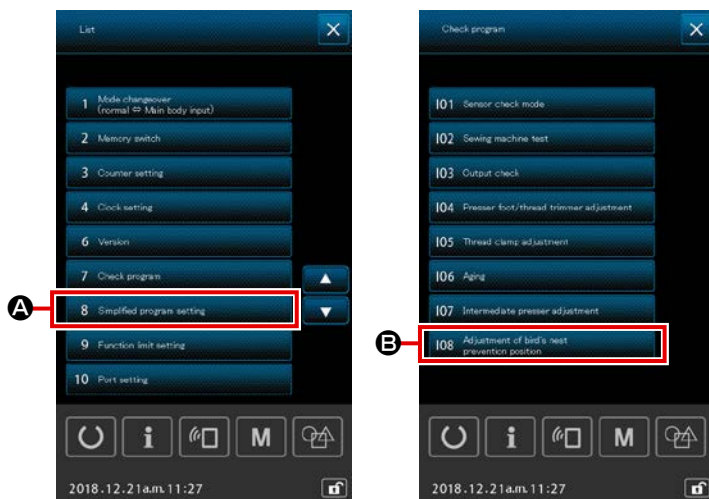 List
1 Mode changeover
(normal ⇔ Main body input)
2 Memory switch
3 Counter setting
4 Clock setting
6 Version
7 Check program
A
8 Simplified program setting
9 Function limit setting
10 Port setting
M
2018.12.21a.m.11:27
Check program
I01 Sensor check mode
I02 Sewing machine test
I03 Output check
I04 Presser foot/thread trimmer adjustment
I05 Thread clamp adjustment
I06 Aging
I07 Intermediate presser adjustment
B
I08 Adjustment of bird's nest
prevention position
M
2018.12.21a.m.11:27